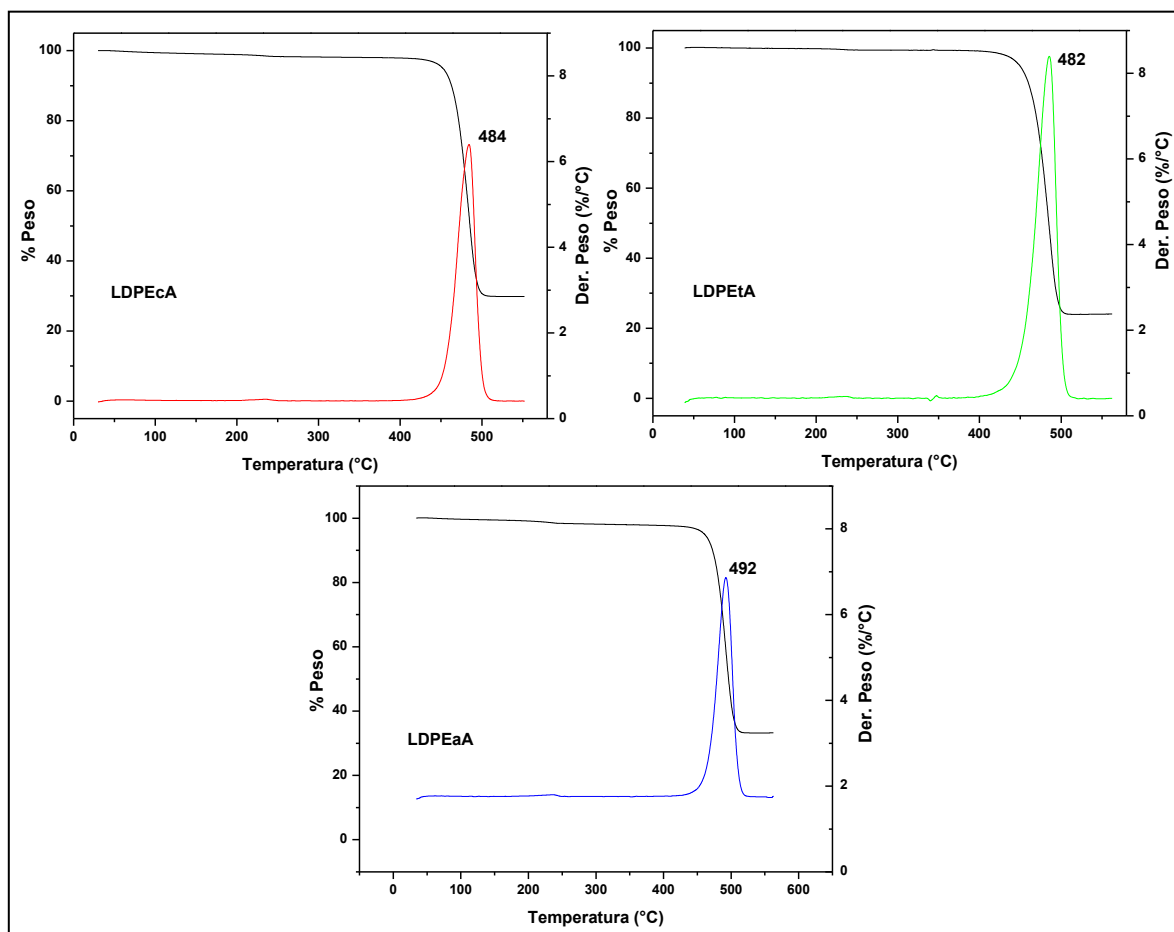 100
80
60
40
20
0
% Peso
484
LDPEcA
8
6
4
2
0
Der. Peso (%/°C)
0 100 200 300 400 500
Temperatura (°C)
100
80
60
40
20
0
% Peso
482
LDPEtA
8
6
4
2
0
Der. Peso (%/°C)
0 100 200 300 400 500
Temperatura (°C)
100
80
60
40
20
0
% Peso
492
LDPEaA
8
6
4
2
0
Der. Peso (%/°C)
0 100 200 300 400 500 600
Temperatura (°C)